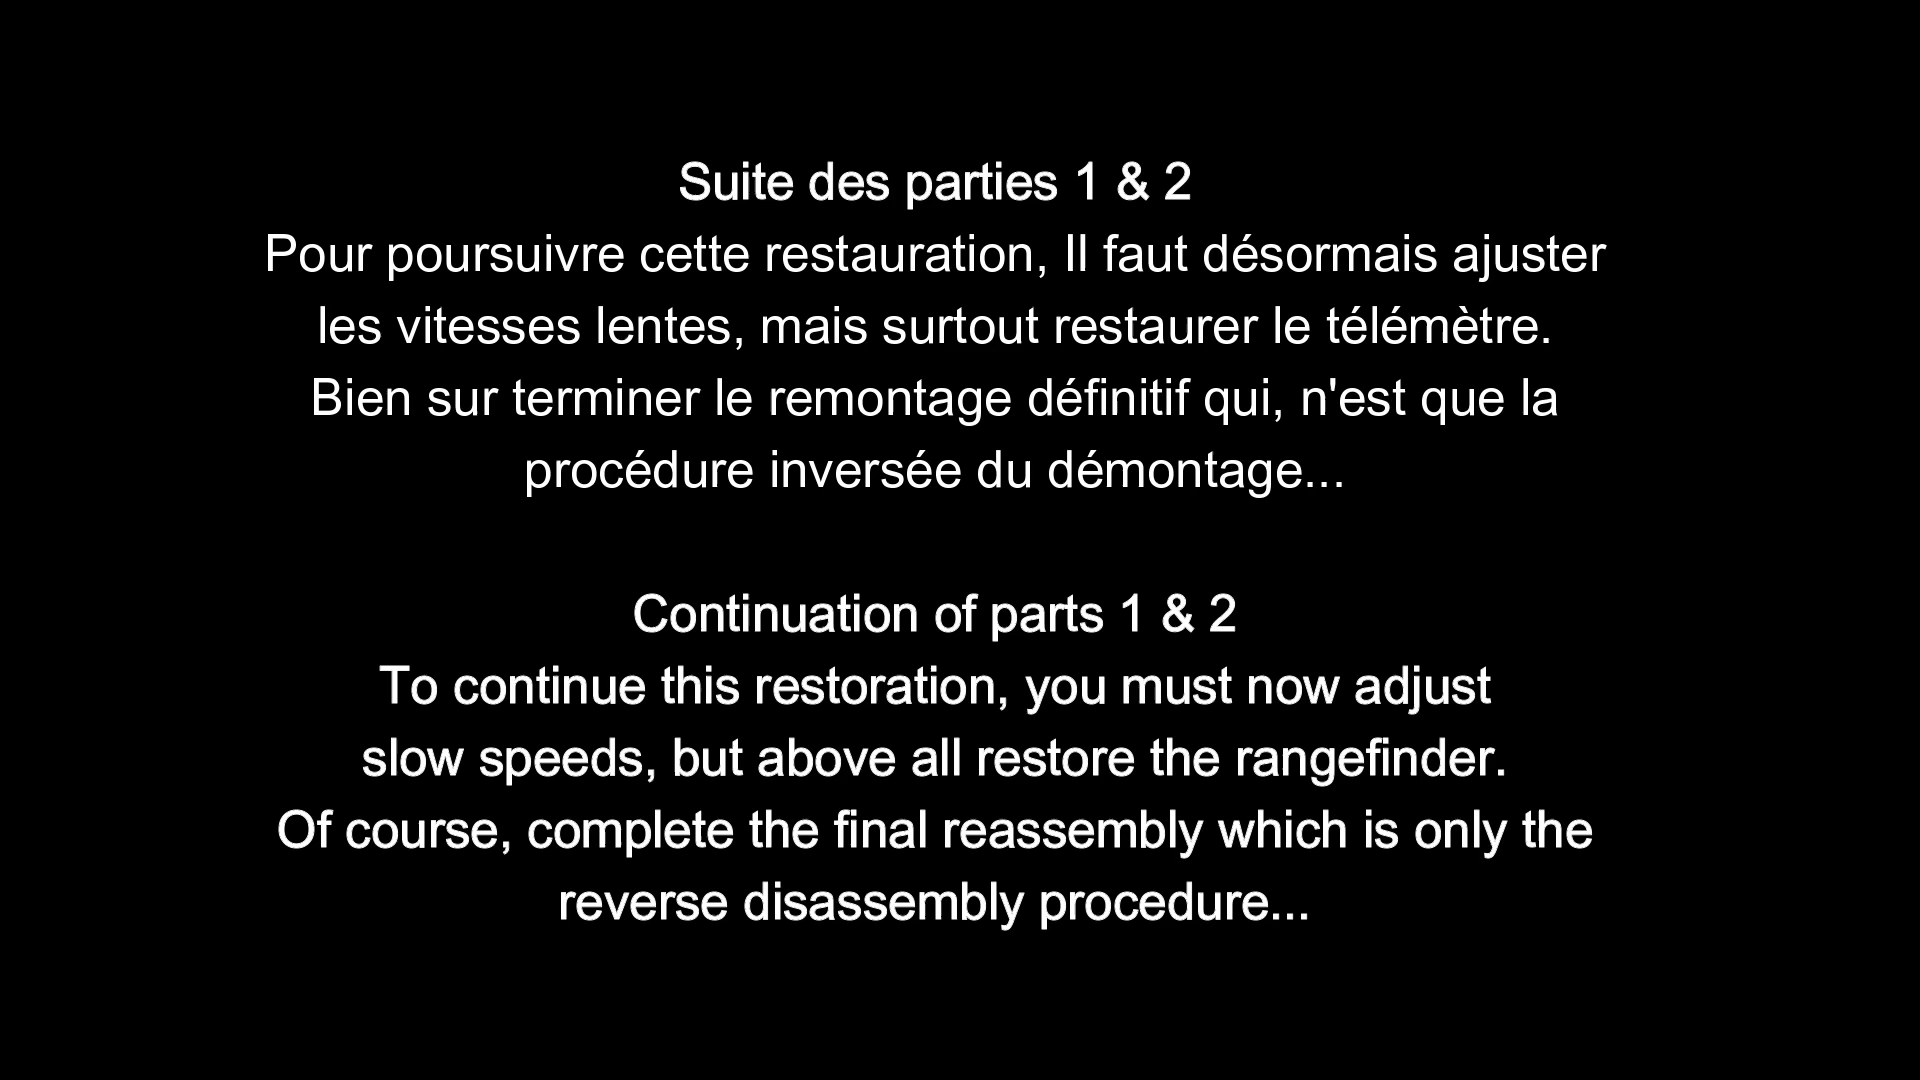 Suite des parties 1 & 2
Pour poursuivre cette restauration, Il faut désormais ajuster
les vitesses lentes, mais surtout restaurer le télémètre.
Bien sur terminer le remontage définitif qui, n'est que la
procédure inversée du démontage...
Continuation of parts 1 & 2
To continue this restoration, you must now adjust
slow speeds, but above all restore the rangefinder.
Of course, complete the final reassembly which is only the
reverse disassembly procedure...